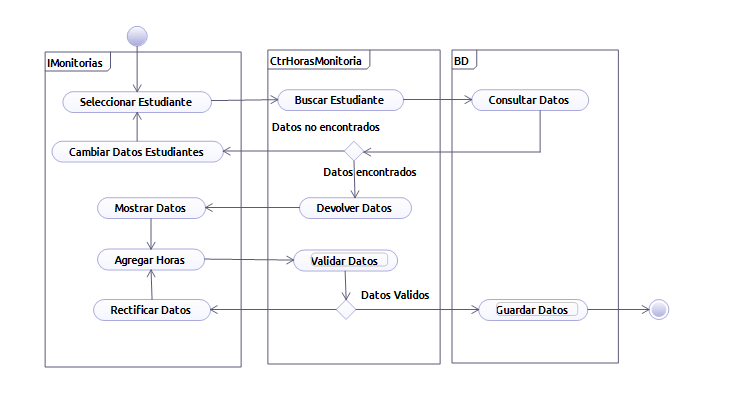 IMonitorias
CtrHorasMonitoria
BD
Seleccionar Estudiante
Buscar Estudiante
Consultar Datos
Datos no encontrados
Cambiar Datos Estudiantes
Datos encontrados
Mostrar Datos
Devolver Datos
Agregar Horas
Validar Datos
Datos Validos
Rectificar Datos
Guardar Datos